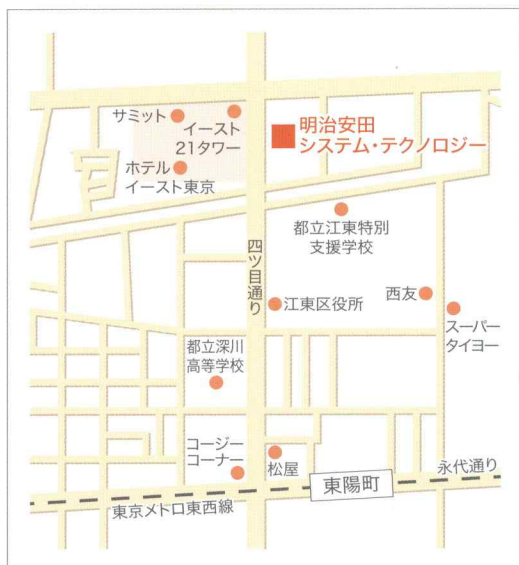 サミット
イースト
21タワー
明治安田
システム・テクノロジー
ホテル
イースト東京
都立江東特別
支援学校
四ツ目通り
江東区役所
西友
スーパー
タイヨー
都立深川
高等学校
コージー
コーナー
松屋
永代通り
東陽町
東京メトロ東西線